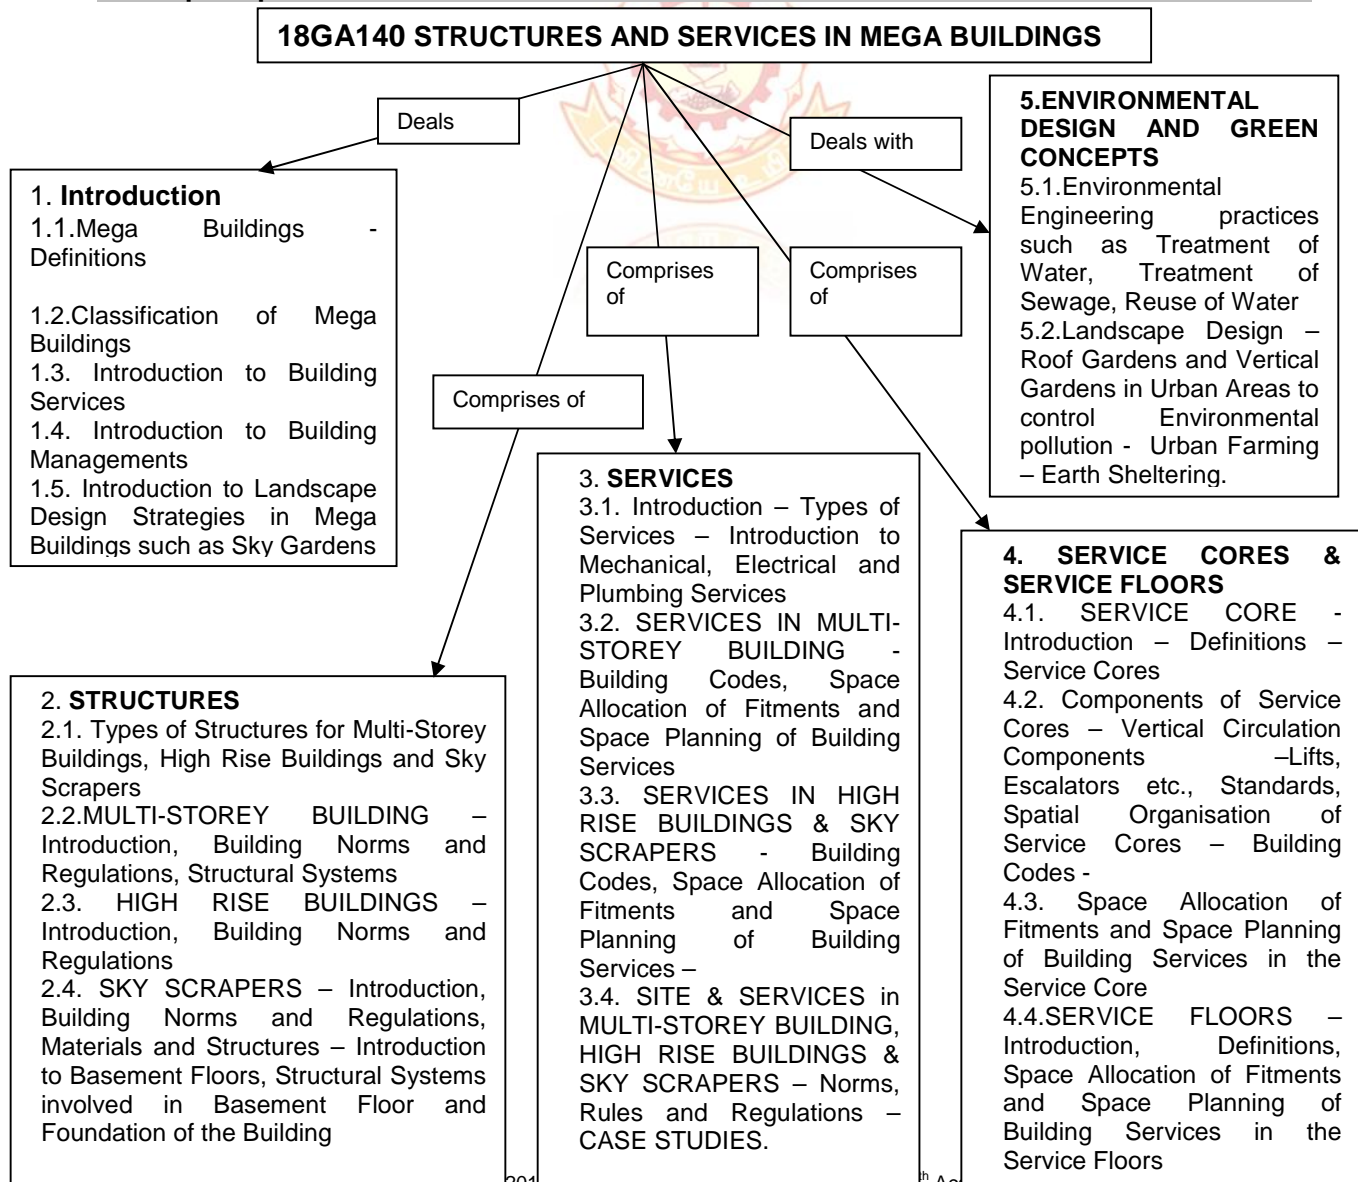 18GA140 STRUCTURES AND SERVICES IN MEGA BUILDINGS
Deals
Deals with
Comprises
of
Comprises
of
Comprises of
1. Introduction
1.1.Mega Buildings -
Definitions
1.2.Classification of Mega
Buildings
1.3. Introduction to Building
Services
1.4. Introduction to Building
Managements
1.5. Introduction to Landscape
Design Strategies in Mega
Buildings such as Sky Gardens
2. STRUCTURES
2.1. Types of Structures for Multi-Storey
Buildings, High Rise Buildings and Sky
Scrapers
2.2.MULTI-STOREY BUILDING –
Introduction, Building Norms and
Regulations, Structural Systems
2.3. HIGH RISE BUILDINGS –
Introduction, Building Norms and
Regulations
2.4. SKY SCRAPERS – Introduction,
Building Norms and Regulations,
Materials and Structures – Introduction
to Basement Floors, Structural Systems
involved in Basement Floor and
Foundation of the Building
3. SERVICES
3.1. Introduction – Types of
Services – Introduction to
Mechanical, Electrical and
Plumbing Services
3.2. SERVICES IN MULTI-
STOREY BUILDING -
Building Codes, Space
Allocation of Fitments and
Space Planning of Building
Services
3.3. SERVICES IN HIGH
RISE BUILDINGS & SKY
SCRAPERS - Building
Codes, Space Allocation of
Fitments and Space
Planning of Building
Services –
3.4. SITE & SERVICES in
MULTI-STOREY BUILDING,
HIGH RISE BUILDINGS &
SKY SCRAPERS – Norms,
Rules and Regulations –
CASE STUDIES.
4. SERVICE CORES &
SERVICE FLOORS
4.1. SERVICE CORE -
Introduction – Definitions –
Service Cores
4.2. Components of Service
Cores – Vertical Circulation
Components –Lifts,
Escalators etc., Standards,
Spatial Organisation of
Service Cores – Building
Codes -
4.3. Space Allocation of
Fitments and Space Planning
of Building Services in the
Service Core
4.4.SERVICE FLOORS –
Introduction, Definitions,
Space Allocation of Fitments
and Space Planning of
Building Services in the
Service Floors
5.ENVIRONMENTAL
DESIGN AND GREEN
CONCEPTS
5.1.Environmental
Engineering practices
such as Treatment of
Water, Treatment of
Sewage, Reuse of Water
5.2.Landscape Design –
Roof Gardens and Vertical
Gardens in Urban Areas to
control Environmental
pollution - Urban Farming
– Earth Sheltering.